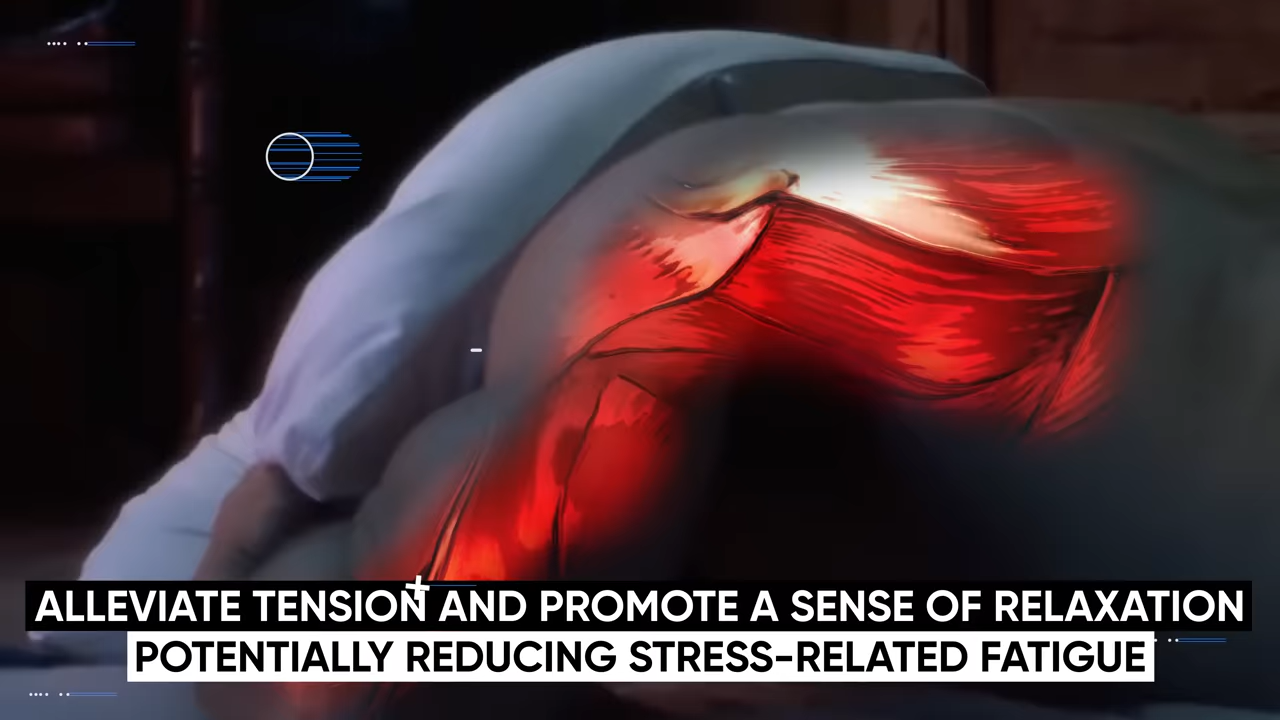 ALLEVIATE TENSION AND PROMOTE A SENSE OF RELAXATION
POTENTIALLY REDUCING STRESS-RELATED FATIGUE